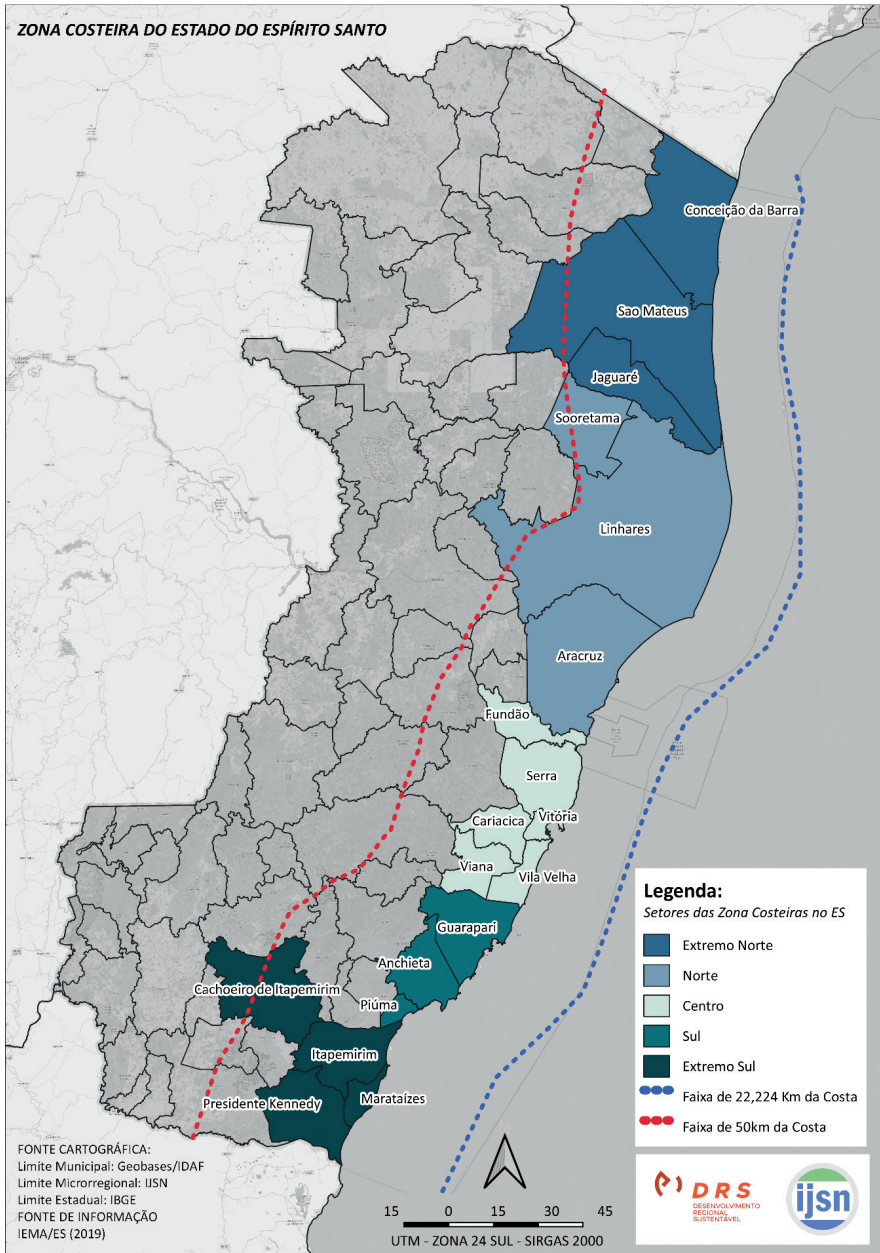 ZONA COSTEIRA DO ESTADO DO ESPÍRITO SANTO
Conceição da Barra
Sao Mateus
Jaguaré
Sooretama
Linhares
Aracruz
Fundão
Serra
Cariacica
Vitória
Viana
Vila Velha
Guarapari
Anchieta
Cachoeiro de Itapemirim
Piúma
Itapemirim
Presidente Kennedy
Marataízes
Legenda:
Setores das Zona Costeiras no ES
Extremo Norte
Norte
Centro
Sul
Extremo Sul
Faixa de 22,224 Km da Costa
Faixa de 50km da Costa
FONTE CARTOGRÁFICA:
Limite Municipal: Geobases/IDAF
Limite Microrregional: IJSN
Limite Estadual: IBGE
FONTE DE INFORMAÇÃO
IEMA/ES (2019)
15 0 15 30 45
UTM - ZONA 24 SUL - SIRGAS 2000
DRS
DESENVOLVIMENTO
REGIONAL
SUSTENTÁVEL
ijsn